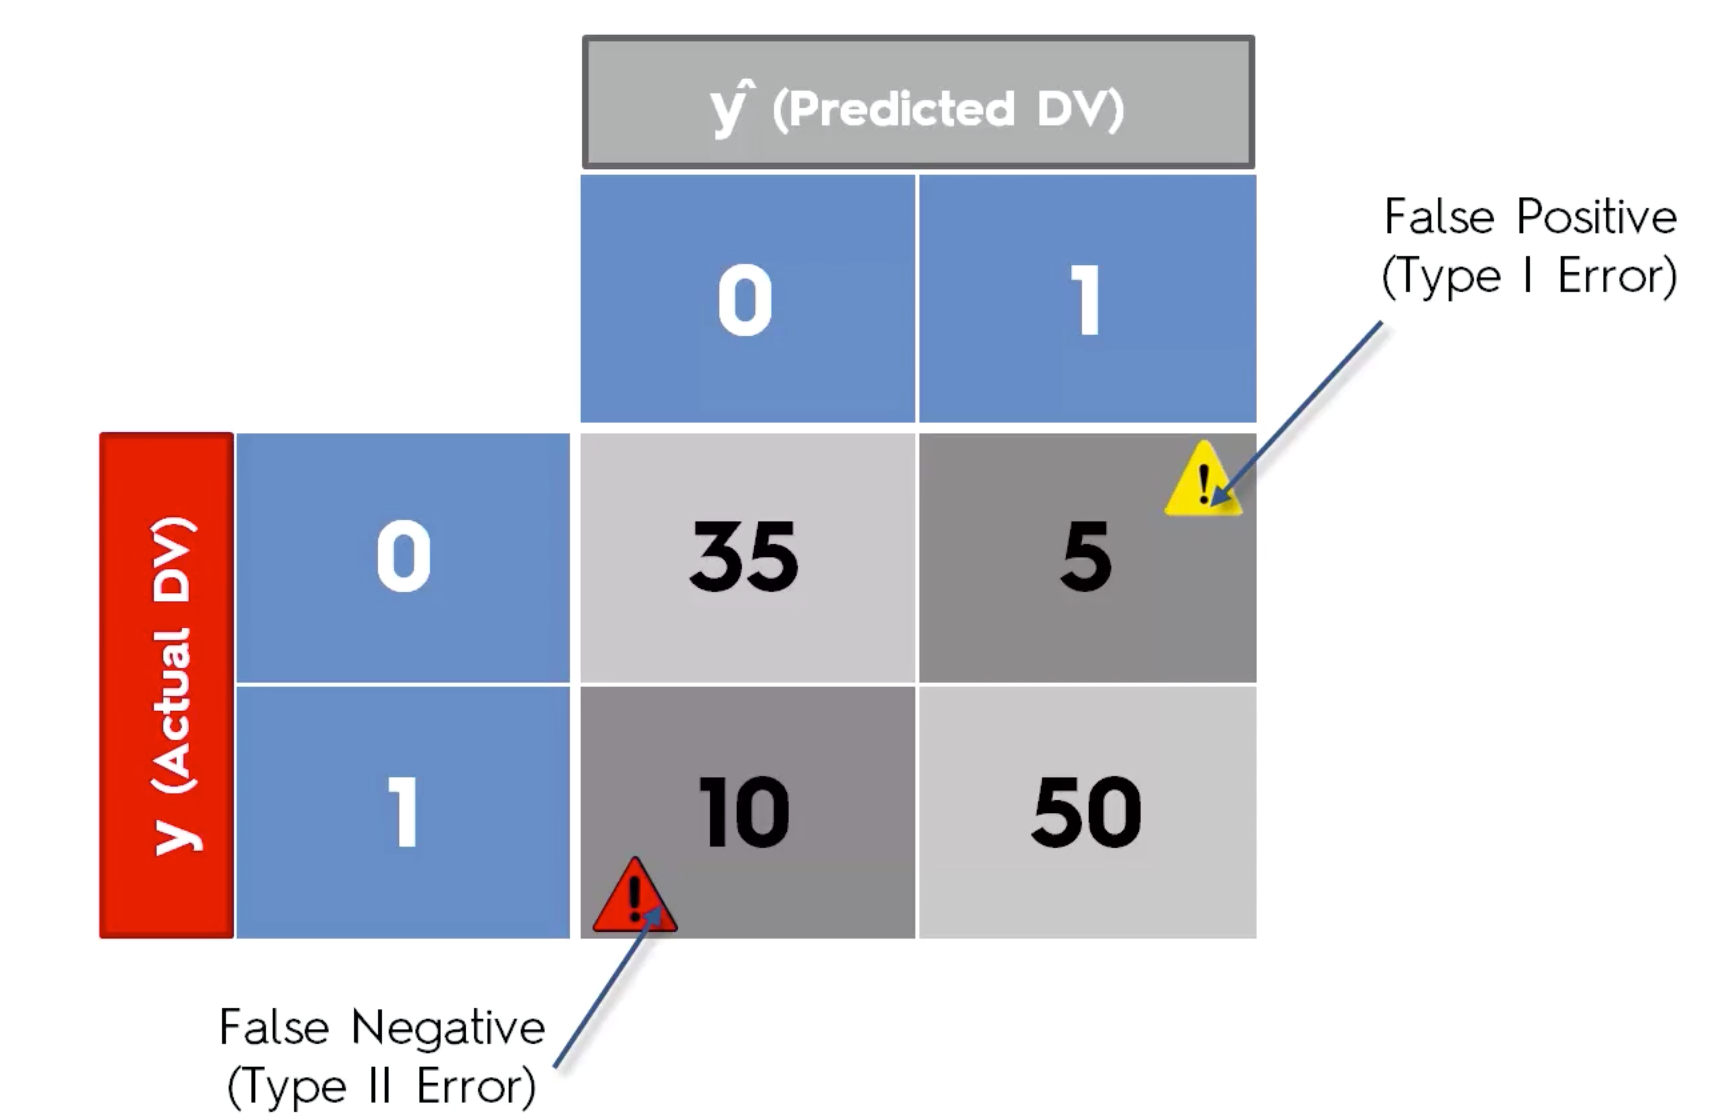 ŷ (Predicted DV)
False Positive
(Type I Error)
0 1
y (Actual DV)
0 35 5
1 10 50
False Negative
(Type II Error)